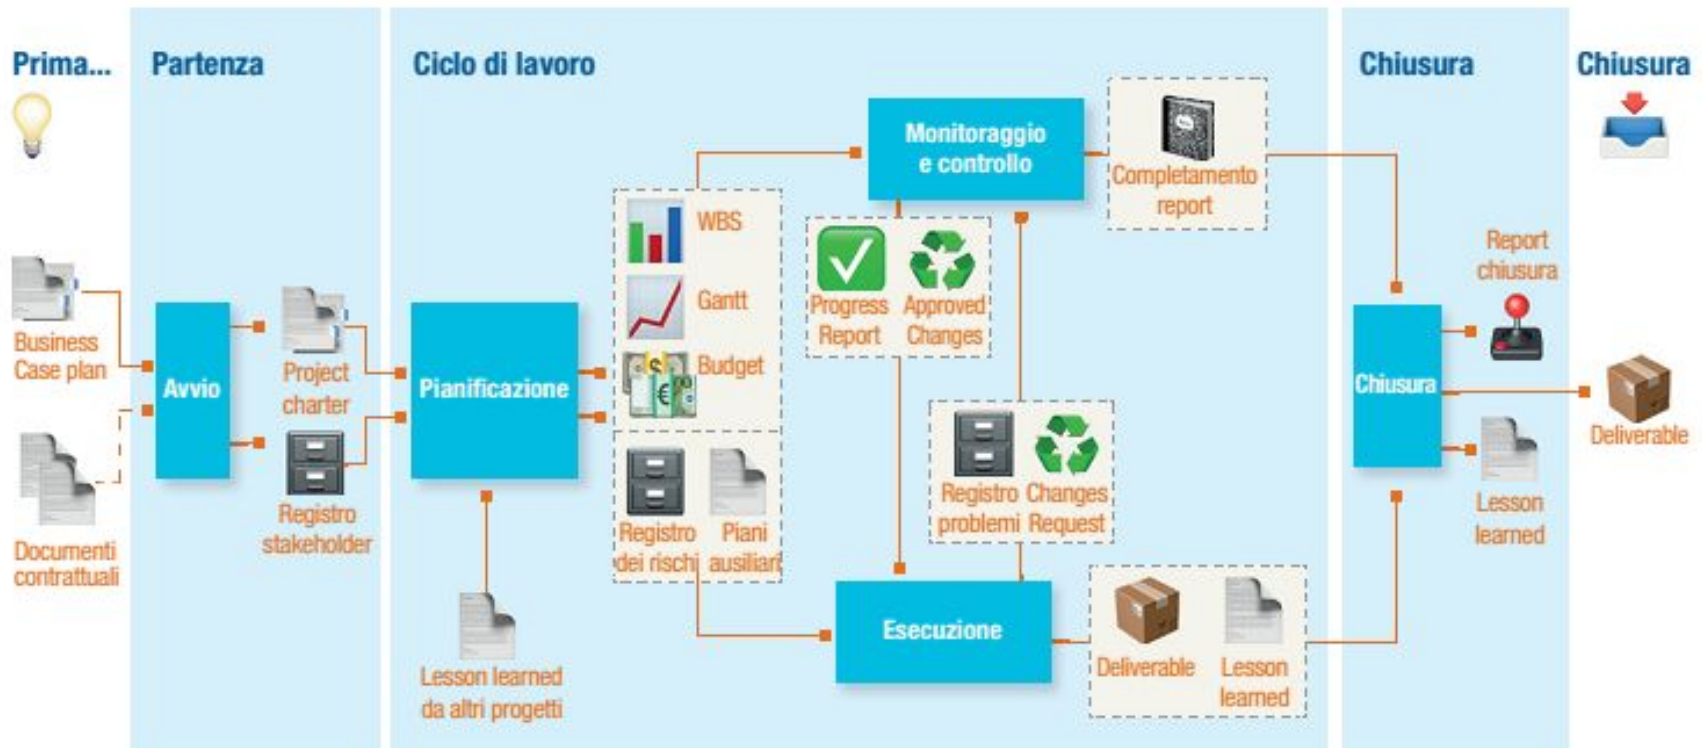 Prima...
Partenza
Ciclo di lavoro
Chiusura
Chiusura
Business
Case plan
Documenti
contrattuali
Avvio
Project
charter
Registro
stakeholder
Pianificazione
Lesson learned
da altri progetti
WBS
Gantt
Budget
Registro
dei rischi
Piani
ausiliari
Monitoraggio
e controllo
Progress
Report
Approved
Changes
Registro
problemi
Changes
Request
Esecuzione
Completamento
report
Deliverable
Lesson
learned
Chiusura
Report
chiusura
Lesson
learned
Deliverable